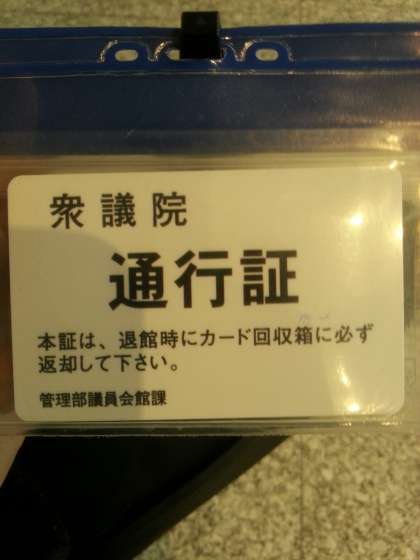 衆議院
通行証
本証は、退館時にカード回収箱に必ず
返却して下さい。
管理部議員会館課